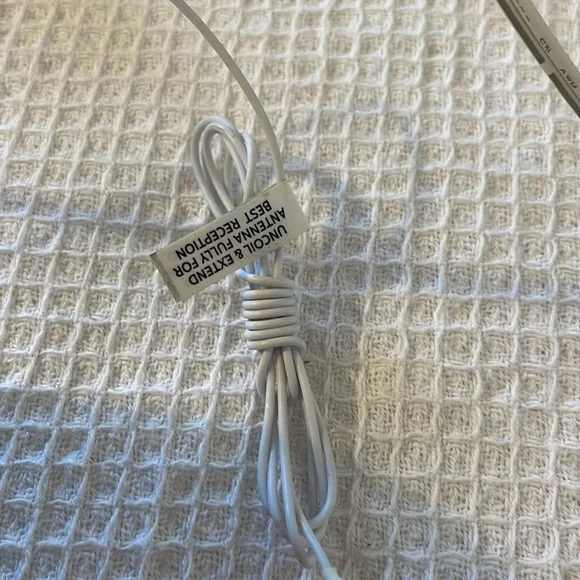 UNCOIL & EXTEND
ANTENNA FULLY FOR
BEST RECEPTION